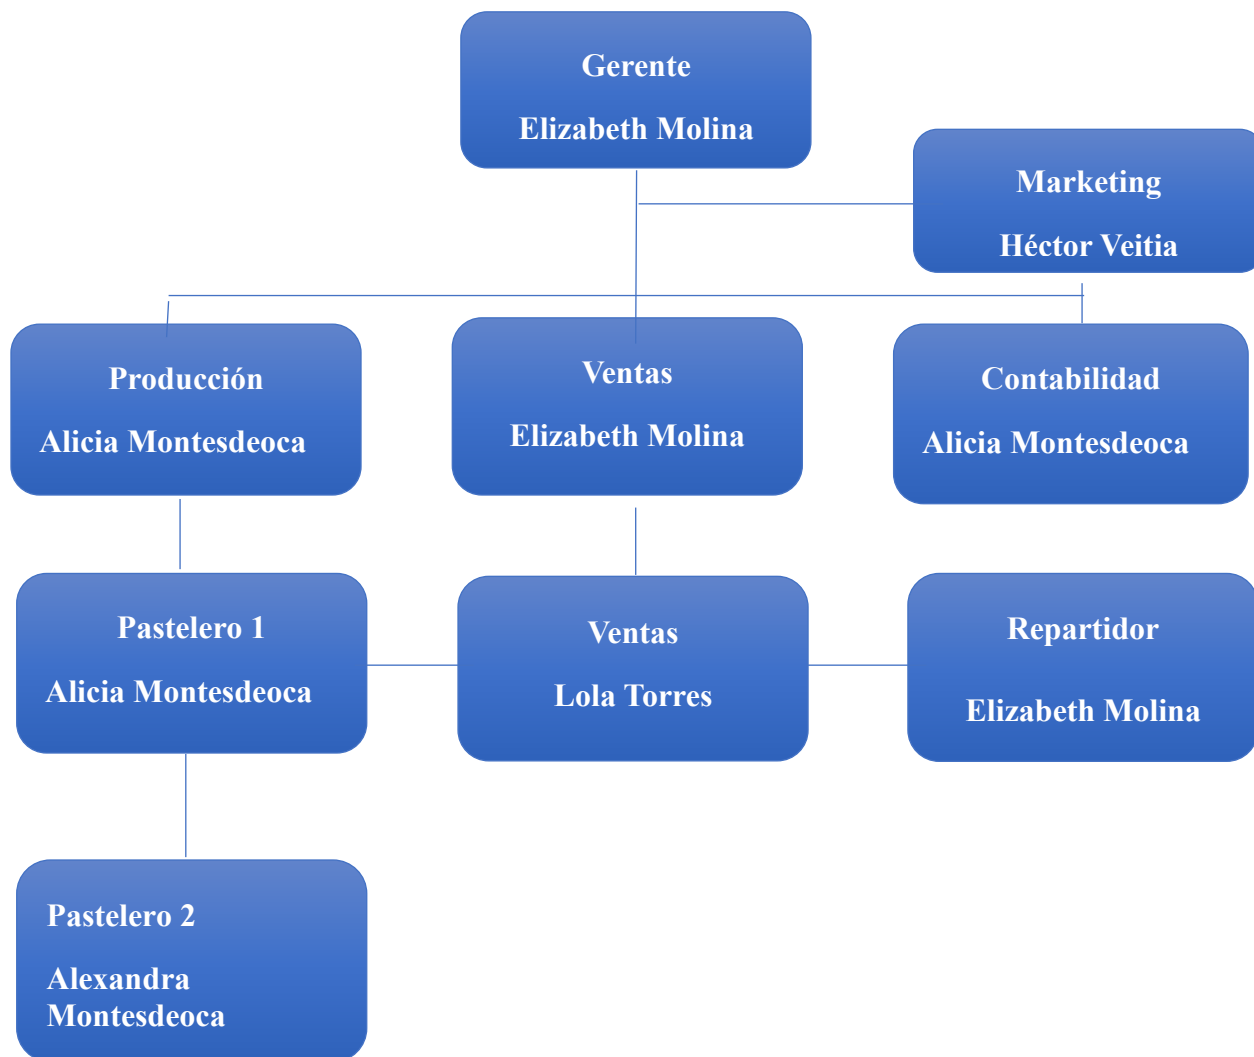 Gerente
Elizabeth Molina
Marketing
Héctor Veitia
Producción
Alicia Montesdeoca
Ventas
Elizabeth Molina
Contabilidad
Alicia Montesdeoca
Pastelero 1
Alicia Montesdeoca
Ventas
Lola Torres
Repartidor
Elizabeth Molina
Pastelero 2
Alexandra
Montesdeoca